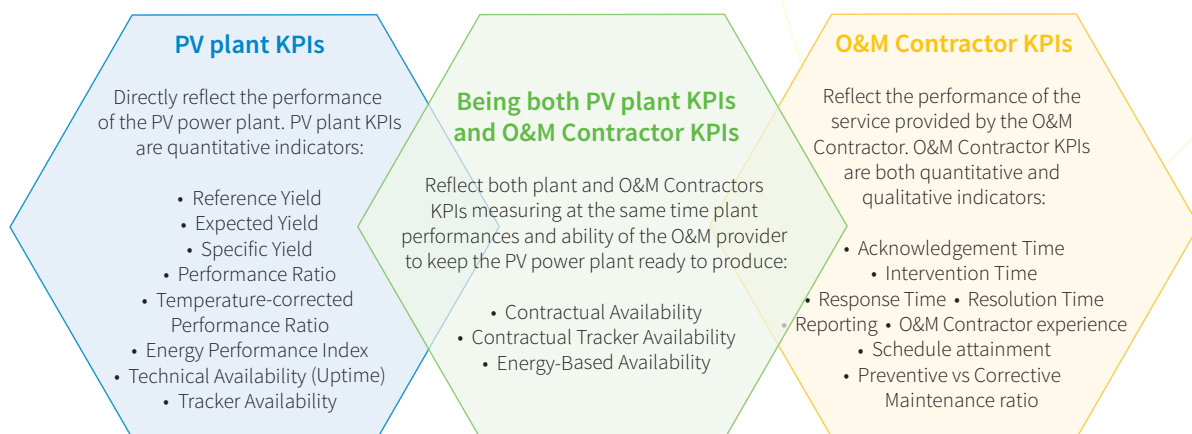 PV plant KPIs
Directly reflect the performance
of the PV power plant. PV plant KPIs
are quantitative indicators:
• Reference Yield
• Expected Yield
• Specific Yield
• Performance Ratio
• Temperature-corrected
Performance Ratio
• Energy Performance Index
• Technical Availability (Uptime)
• Tracker Availability
Being both PV plant KPIs
and O&M Contractor KPIs
Reflect both plant and O&M Contractors
KPIs measuring at the same time plant
performances and ability of the O&M provider
to keep the PV power plant ready to produce:
• Contractual Availability
• Contractual Tracker Availability
• Energy-Based Availability
O&M Contractor KPIs
Reflect the performance of the
service provided by the O&M
Contractor. O&M Contractor KPIs
are both quantitative and
qualitative indicators:
• Acknowledgement Time
• Intervention Time
• Response Time • Resolution Time
• Reporting • O&M Contractor experience
• Schedule attainment
• Preventive vs Corrective
Maintenance ratio